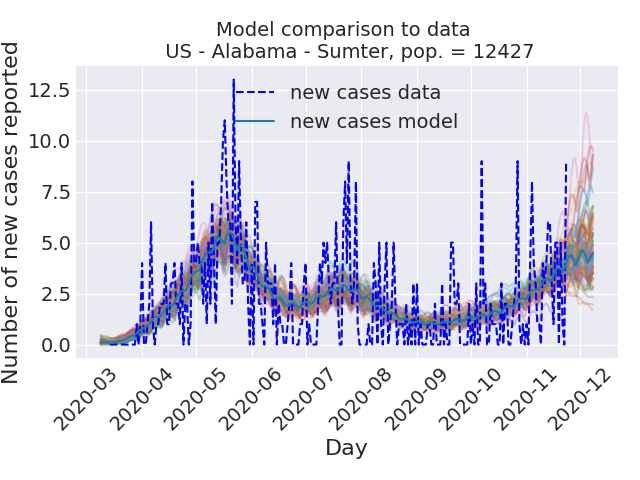 Model comparison to data
US - Alabama - Sumter, pop. = 12427
new cases data
new cases model
Number of new cases reported
12.5
10.0
7.5
5.0
2.5
0.0
2020-03
2020-04
2020-05
2020-06
2020-07
2020-08
2020-09
2020-10
2020-11
2020-12
Day